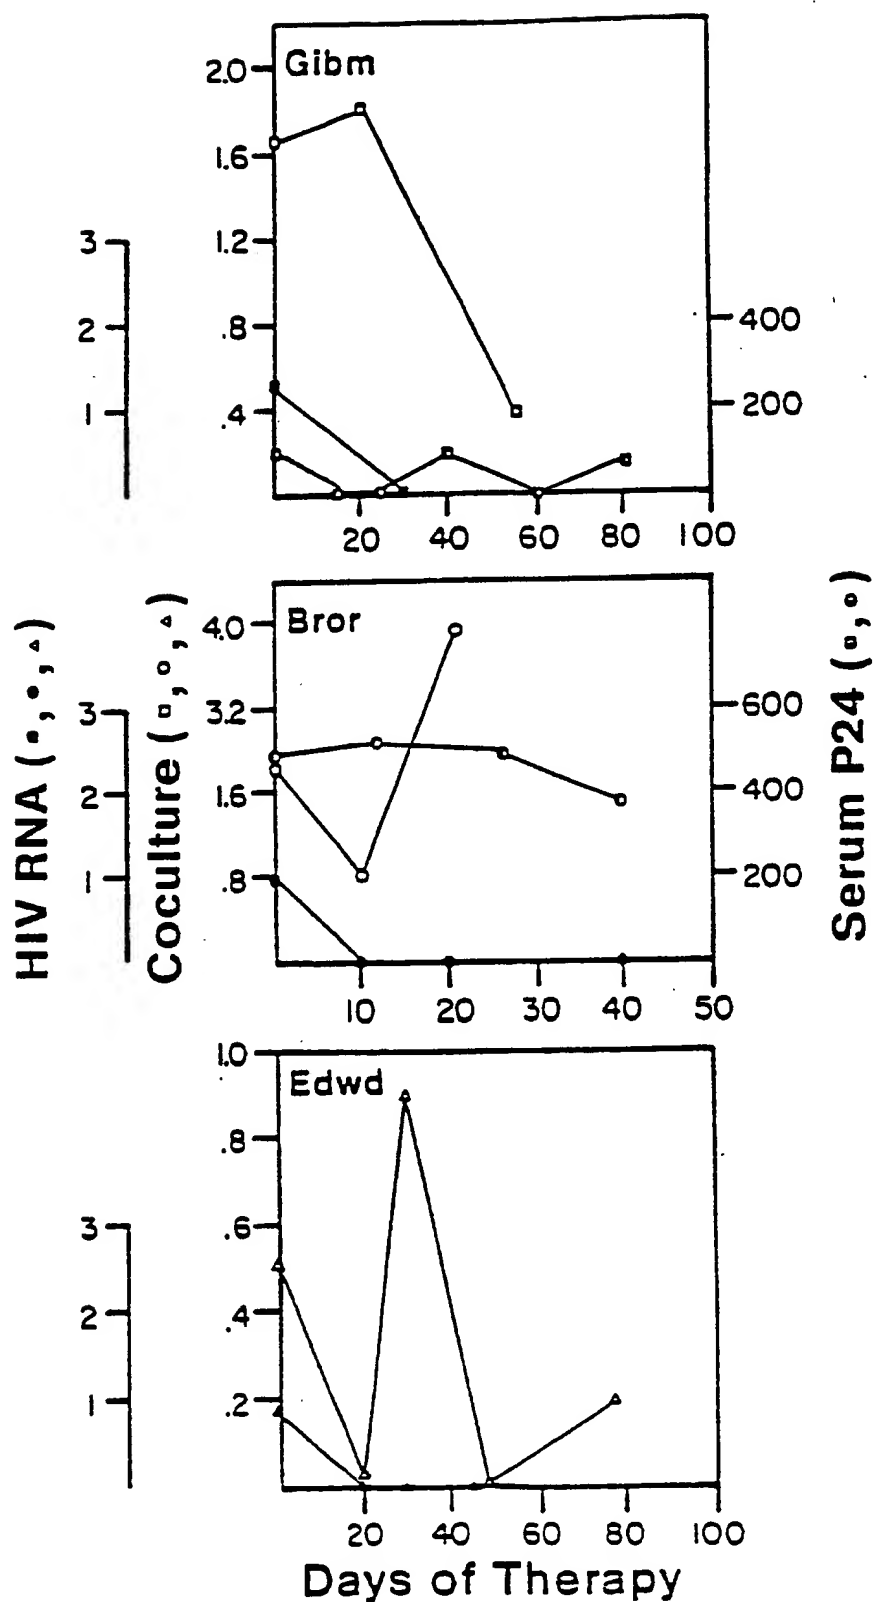 Gibm
2.0
1.6
1.2
.8
.4
3
2
1
400
200
20 40 60 80 100
HIV RNA (▫,∘,▵)
Coculture (▫,∘,▵)
Serum P24 (▫,∘)
Bror
4.0
3.2
1.6
.8
3
2
1
600
400
200
10 20 30 40 50
Edwd
1.0
.8
.6
.4
.2
3
2
1
20 40 60 80 100
Days of Therapy